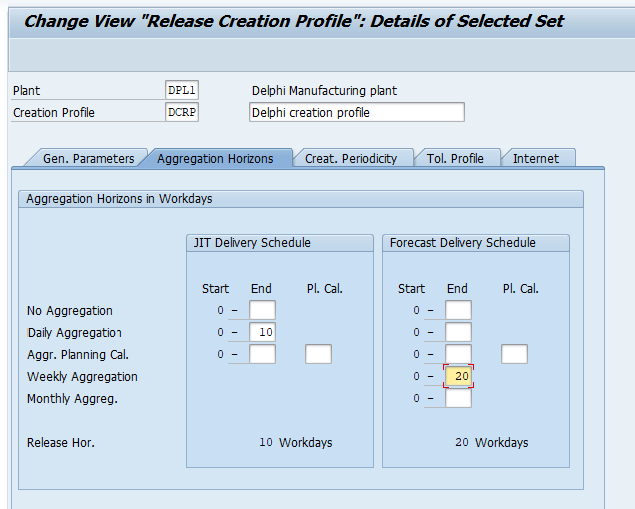 Change View "Release Creation Profile": Details of Selected Set
Plant DPL1 Delphi Manufacturing plant
Creation Profile DCRP Delphi creation profile
Gen. Parameters Aggregation Horizons Creat. Periodicity Tol. Profile Internet
Aggregation Horizons in Workdays
JIT Delivery Schedule Forecast Delivery Schedule
Start End Pl. Cal. Start End Pl. Cal.
No Aggregation 0 - 0 -
Daily Aggregation 0 - 10 0 -
Aggr. Planning Cal. 0 - 0 -
Weekly Aggregation 0 - 20
Monthly Aggreg. 0 -
Release Hor. 10 Workdays 20 Workdays